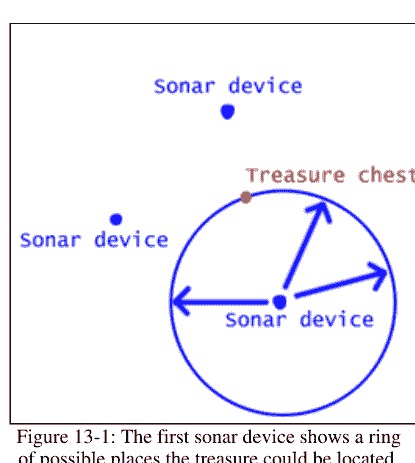 Sonar device
Treasure chest
Sonar device
Sonar device
Figure 13-1: The first sonar device shows a ring
of possible places the treasure could be located